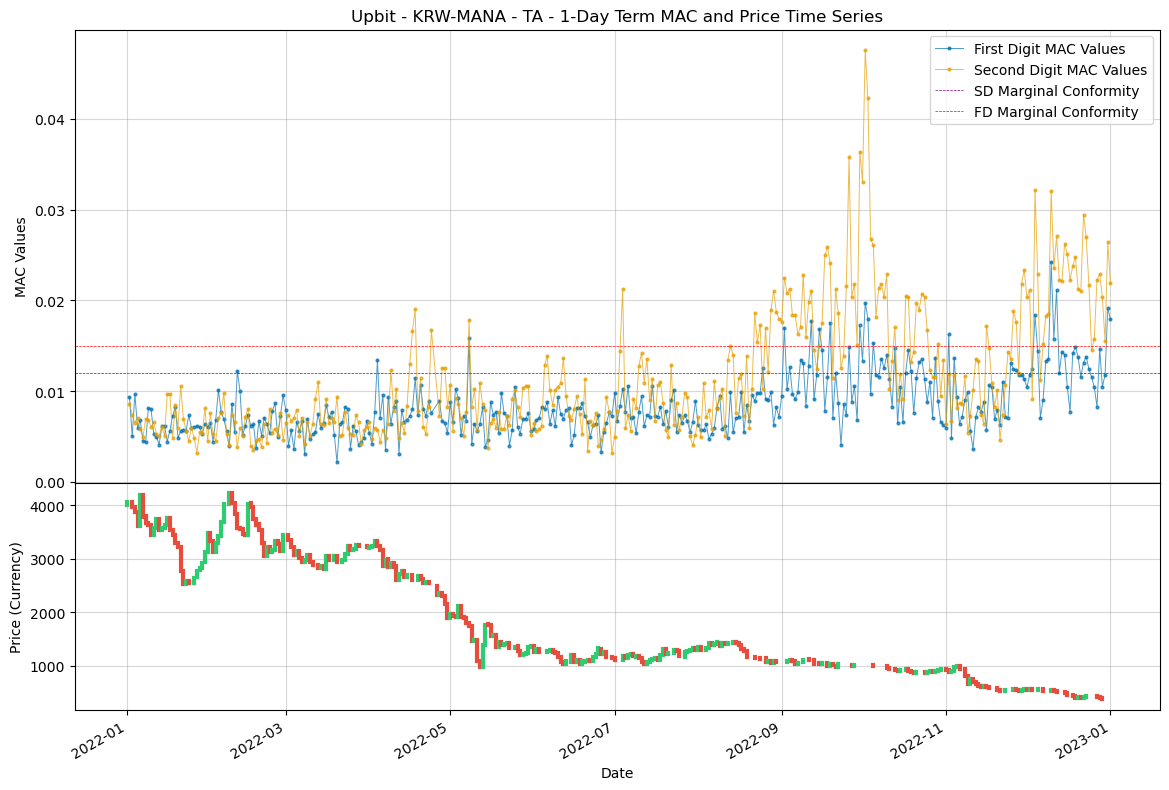 Upbit - KRW-MANA - TA - 1-Day Term MAC and Price Time Series
First Digit MAC Values
Second Digit MAC Values
SD Marginal Conformity
FD Marginal Conformity
MAC Values
0.04
0.03
0.02
0.01
0.00
Price (Currency)
4000
3000
2000
1000
2022-01
2022-03
2022-05
2022-07
2022-09
2022-11
2023-01
Date